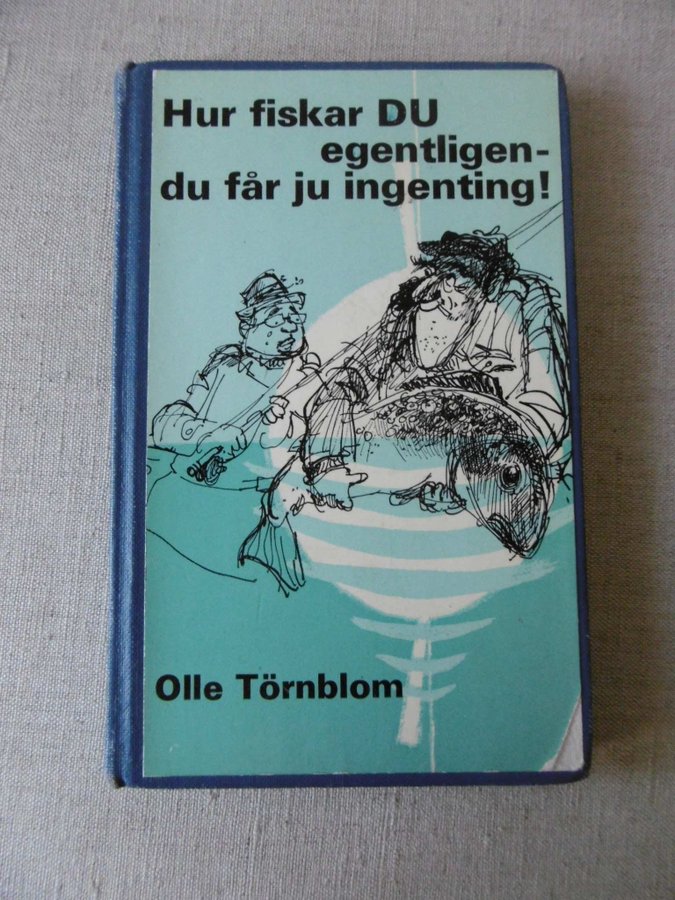 Hur fiskar DU
egentligen-
du får ju ingenting!
Olle Törnblom